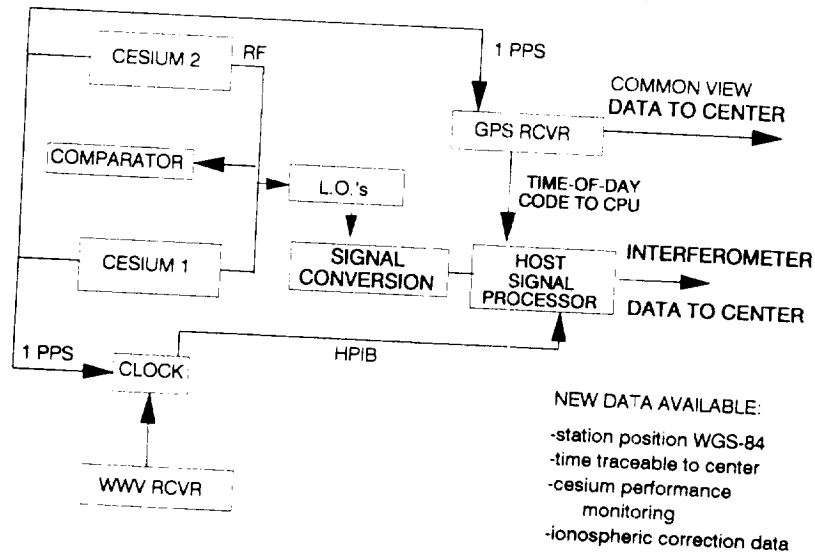 CESIUM 2
RF
1 PPS
COMMON VIEW
DATA TO CENTER
GPS RCVR
COMPARATOR
L.O.'s
TIME-OF-DAY
CODE TO CPU
CESIUM 1
SIGNAL
CONVERSION
HOST
SIGNAL
PROCESSOR
INTERFEROMETER
DATA TO CENTER
1 PPS
CLOCK
HPIB
WWV RCVR
NEW DATA AVAILABLE:
-station position WGS-84
-time traceable to center
-cesium performance
monitoring
-ionospheric correction data